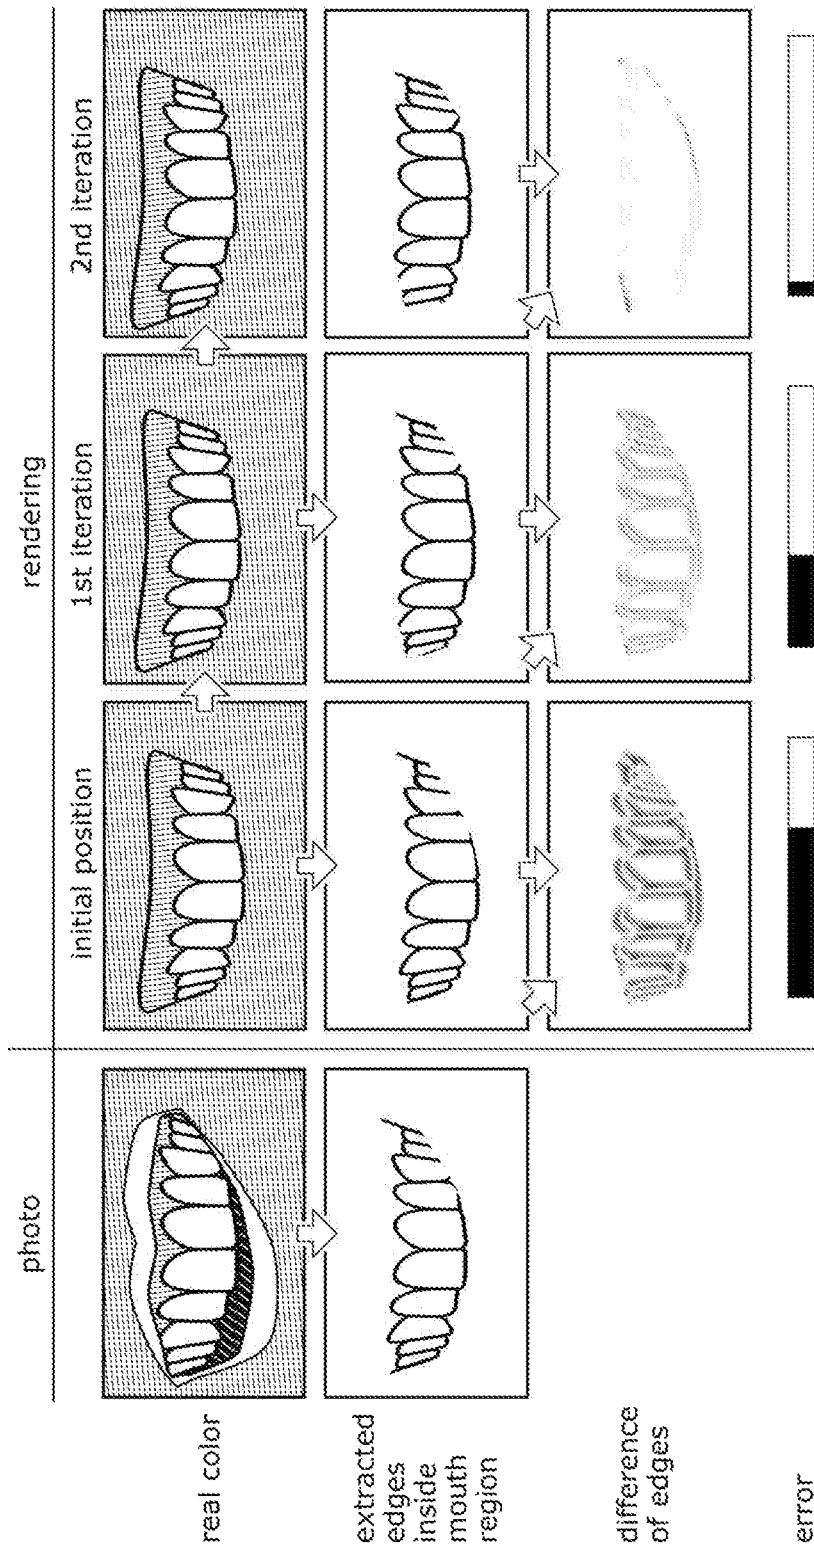 photo
rendering
initial position
1st iteration
2nd iteration
real color
extracted
edges
inside
mouth
region
difference
of edges
error